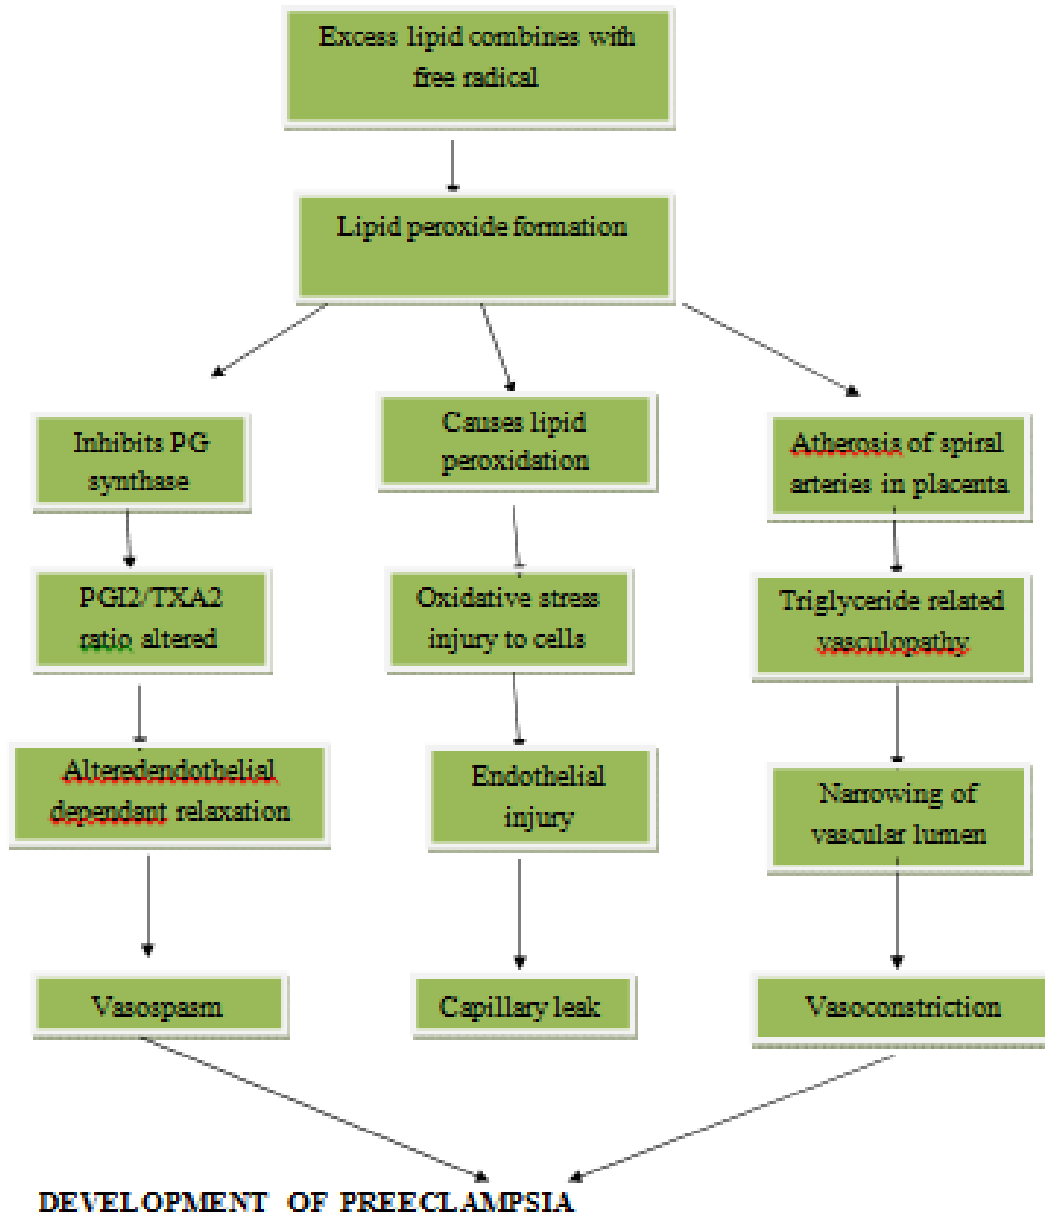 Excess lipid combines with
free radical
Lipid peroxide formation
Inhibits PG
synthase
Causes lipid
peroxidation
Atherosis of spiral
arteries in placenta
PGI2/TXA2
ratio altered
Oxidative stress
injury to cells
Triglyceride related
vasculopathy
Alteredendothelial
dependant relaxation
Endothelial
injury
Narrowing of
vascular lumen
Vasospasm
Capillary leak
Vasoconstriction
DEVELOPMENT OF PREECLAMPSIA